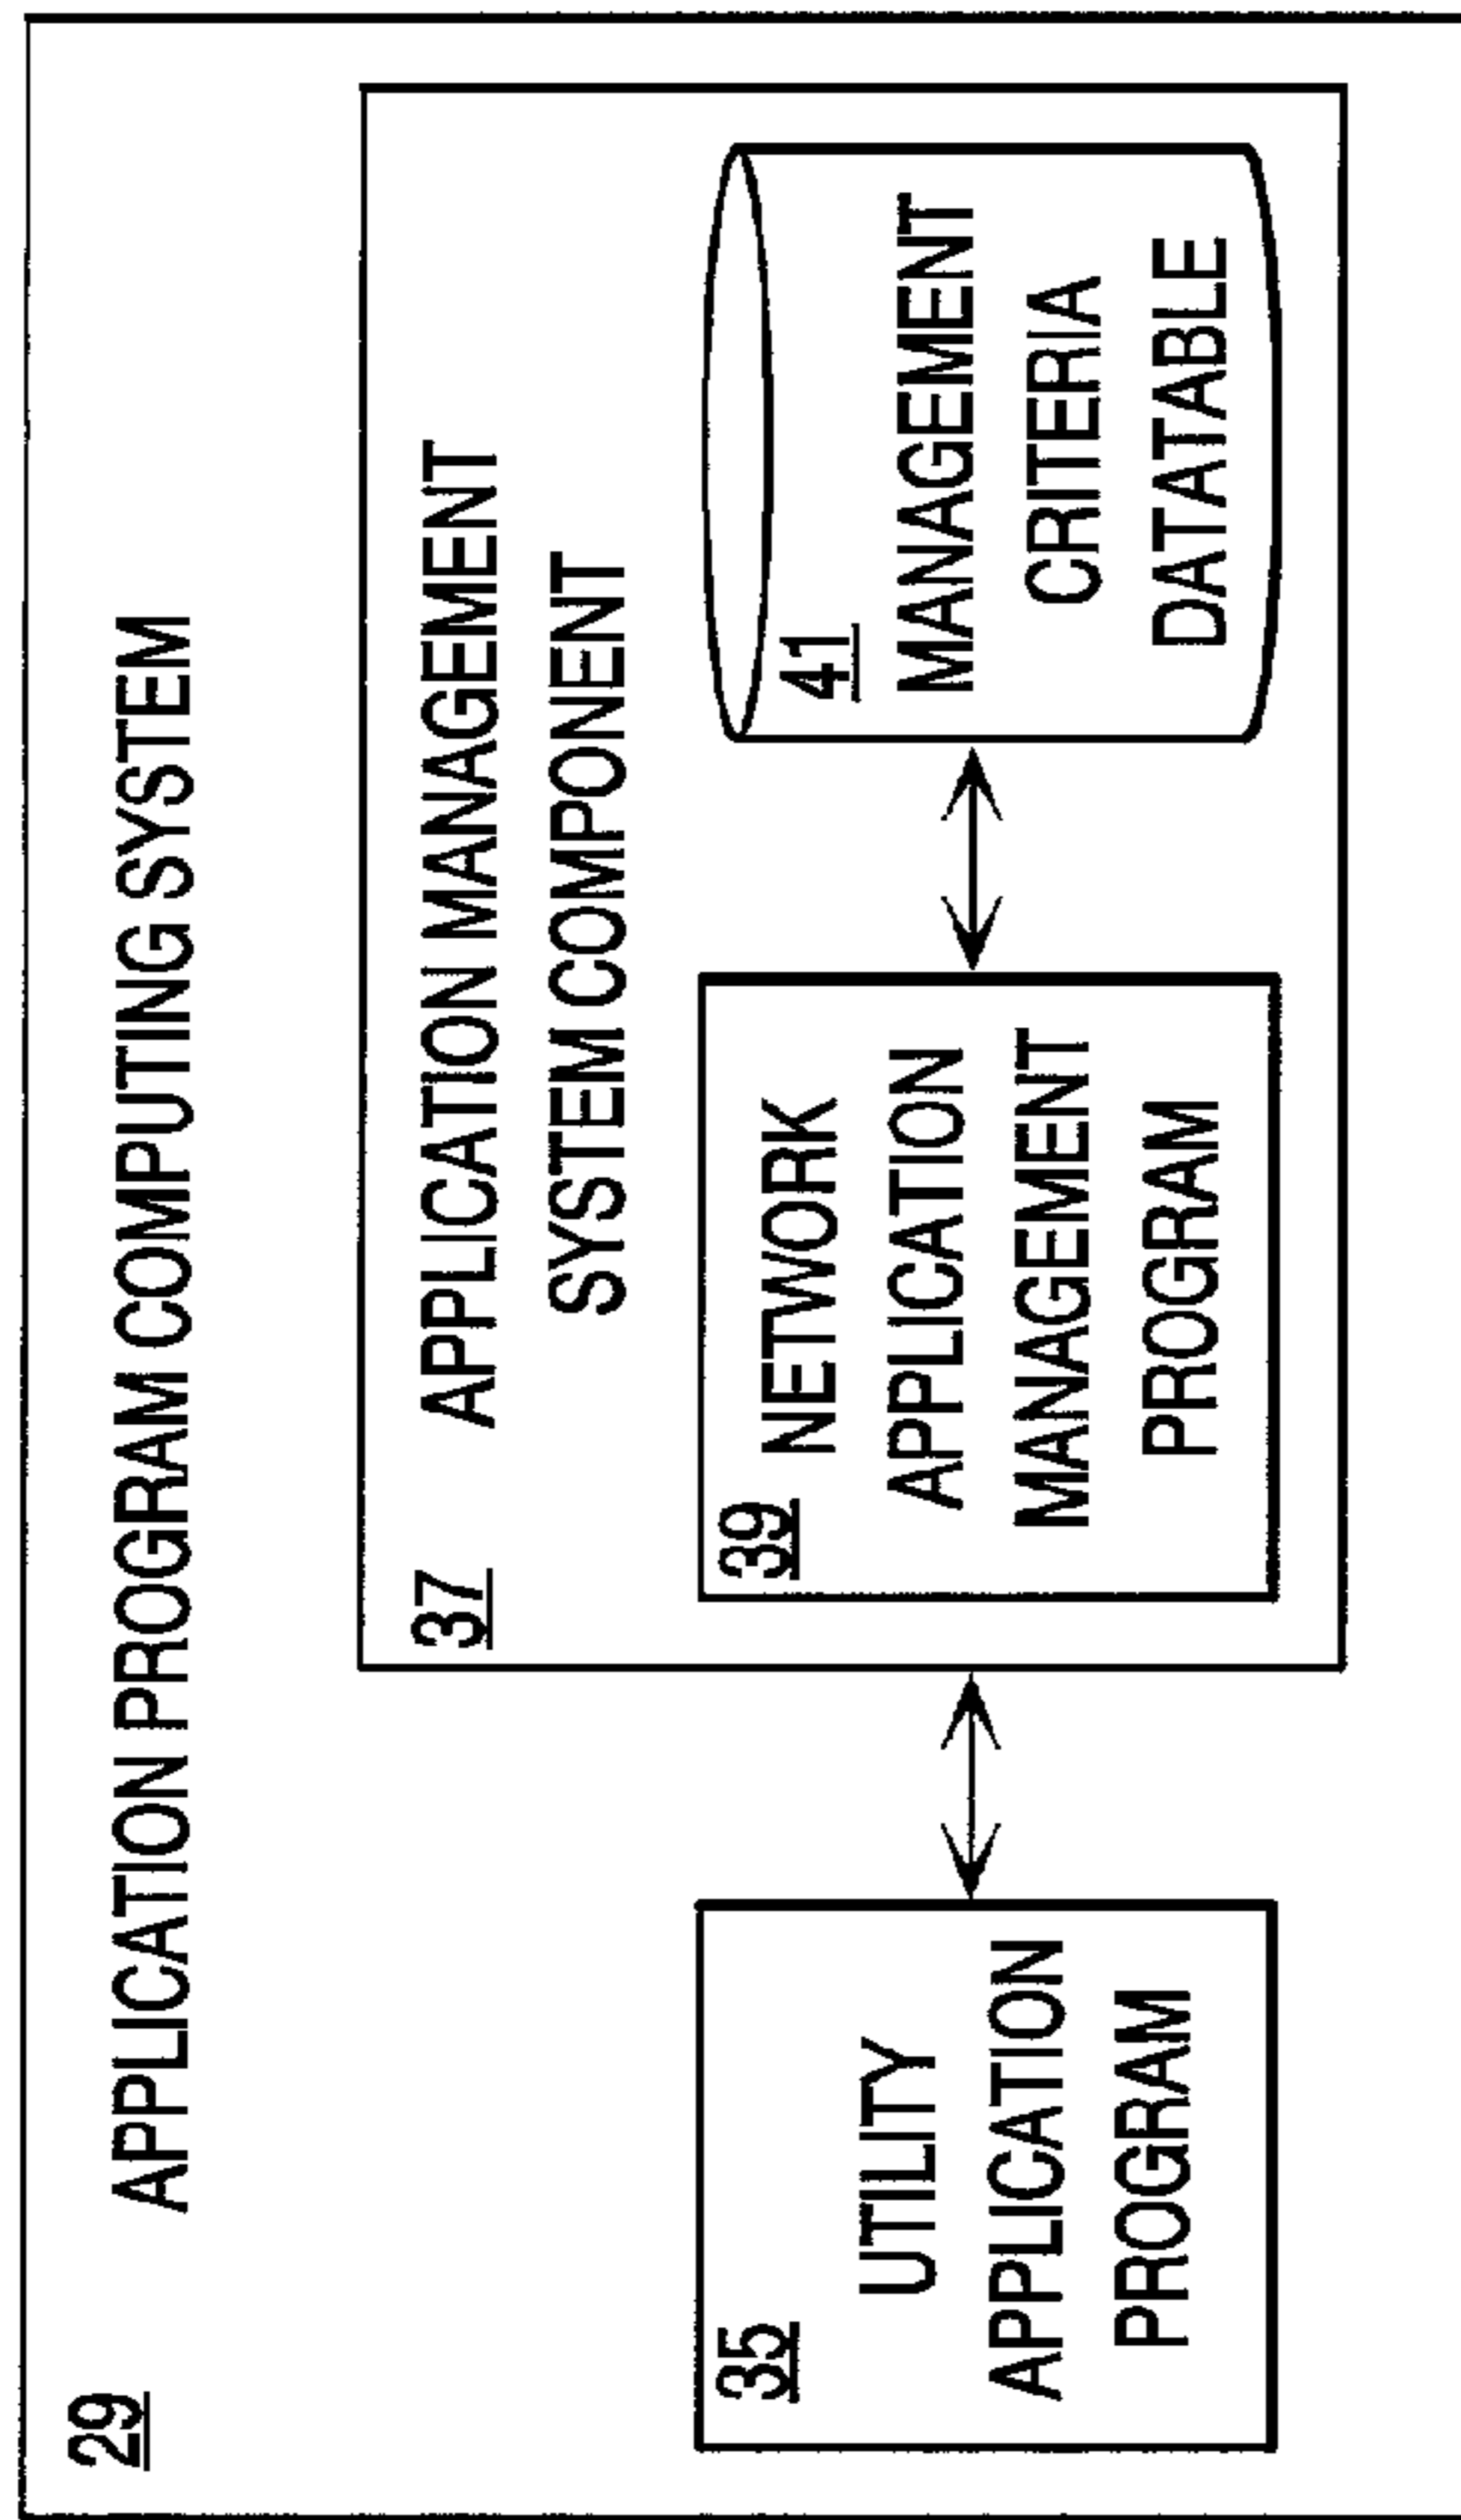 29
APPLICATION PROGRAM COMPUTING SYSTEM
35
UTILITY
APPLICATION
PROGRAM
37
APPLICATION MANAGEMENT
SYSTEM COMPONENT
39
NETWORK
APPLICATION
MANAGEMENT
PROGRAM
41
MANAGEMENT
CRITERIA
DATATABLE